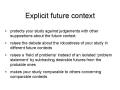 Explicit future context
• protects your study against judgements with other
suppositions about the future context
• raises the debate about the robustness of your study in
different future contexts
• raises a 'field of problems' instead of an isolated 'problem
statement' by subtracting desirable futures from the
probable ones
• makes your study comparable to others concerning
comparable contexts